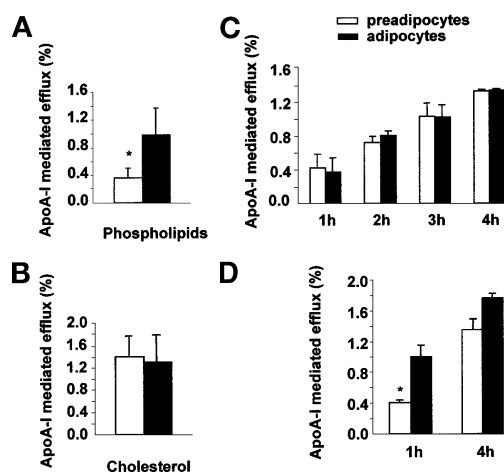 A
ApoA-I mediated efflux (%)
1.6
1.2
0.8
0.4
0.0
*
Phospholipids
B
ApoA-I mediated efflux (%)
2.0
1.6
1.2
0.8
0.4
0.0
Cholesterol
C
preadipocytes
adipocytes
ApoA-I mediated efflux (%)
1.6
1.2
0.8
0.4
0.0
1h 2h 3h 4h
D
ApoA-I mediated efflux (%)
2.0
1.6
1.2
0.8
0.4
0.0
*
1h 4h